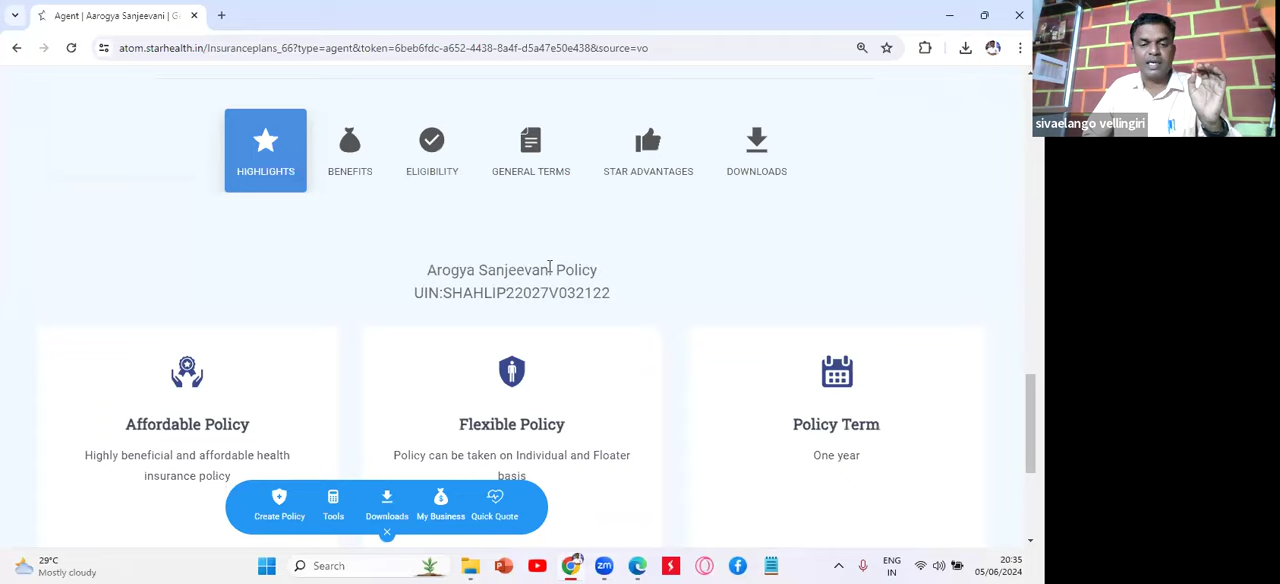 Agent | Aarogya Sanjeevani | G
atom.starhealth.in/Insuranceplans_66?type=agent&token=6beb6fdc-a652-4438-8a4f-d5a47e50e438&source=vo
sivaelango vellingiri
HIGHLIGHTS
BENEFITS
ELIGIBILITY
GENERAL TERMS
STAR ADVANTAGES
DOWNLOADS
Arogya Sanjeevani Policy
UIN:SHAHLIP22027V032122
Affordable Policy
Highly beneficial and affordable health
insurance policy
Flexible Policy
Policy can be taken on Individual and Floater
basis
Policy Term
One year
Create Policy
Tools
Downloads
My Business
Quick Quote
29°C
Mostly cloudy
Search
zm
ENG
IN
20:35
05/06/2024